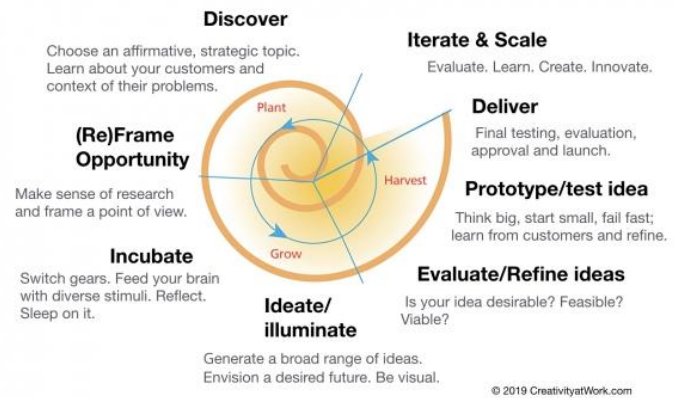 Discover
Choose an affirmative, strategic topic.
Learn about your customers and
context of their problems.
Iterate & Scale
Evaluate. Learn. Create. Innovate.
Deliver
Final testing, evaluation,
approval and launch.
Plant
(Re)Frame
Opportunity
Make sense of research
and frame a point of view.
Harvest
Prototype/test idea
Think big, start small, fail fast;
learn from customers and refine.
Grow
Incubate
Switch gears. Feed your brain
with diverse stimuli. Reflect.
Sleep on it.
Evaluate/Refine ideas
Is your idea desirable? Feasible?
Viable?
Ideate/
illuminate
Generate a broad range of ideas.
Envision a desired future. Be visual.
© 2019 CreativityatWork.com